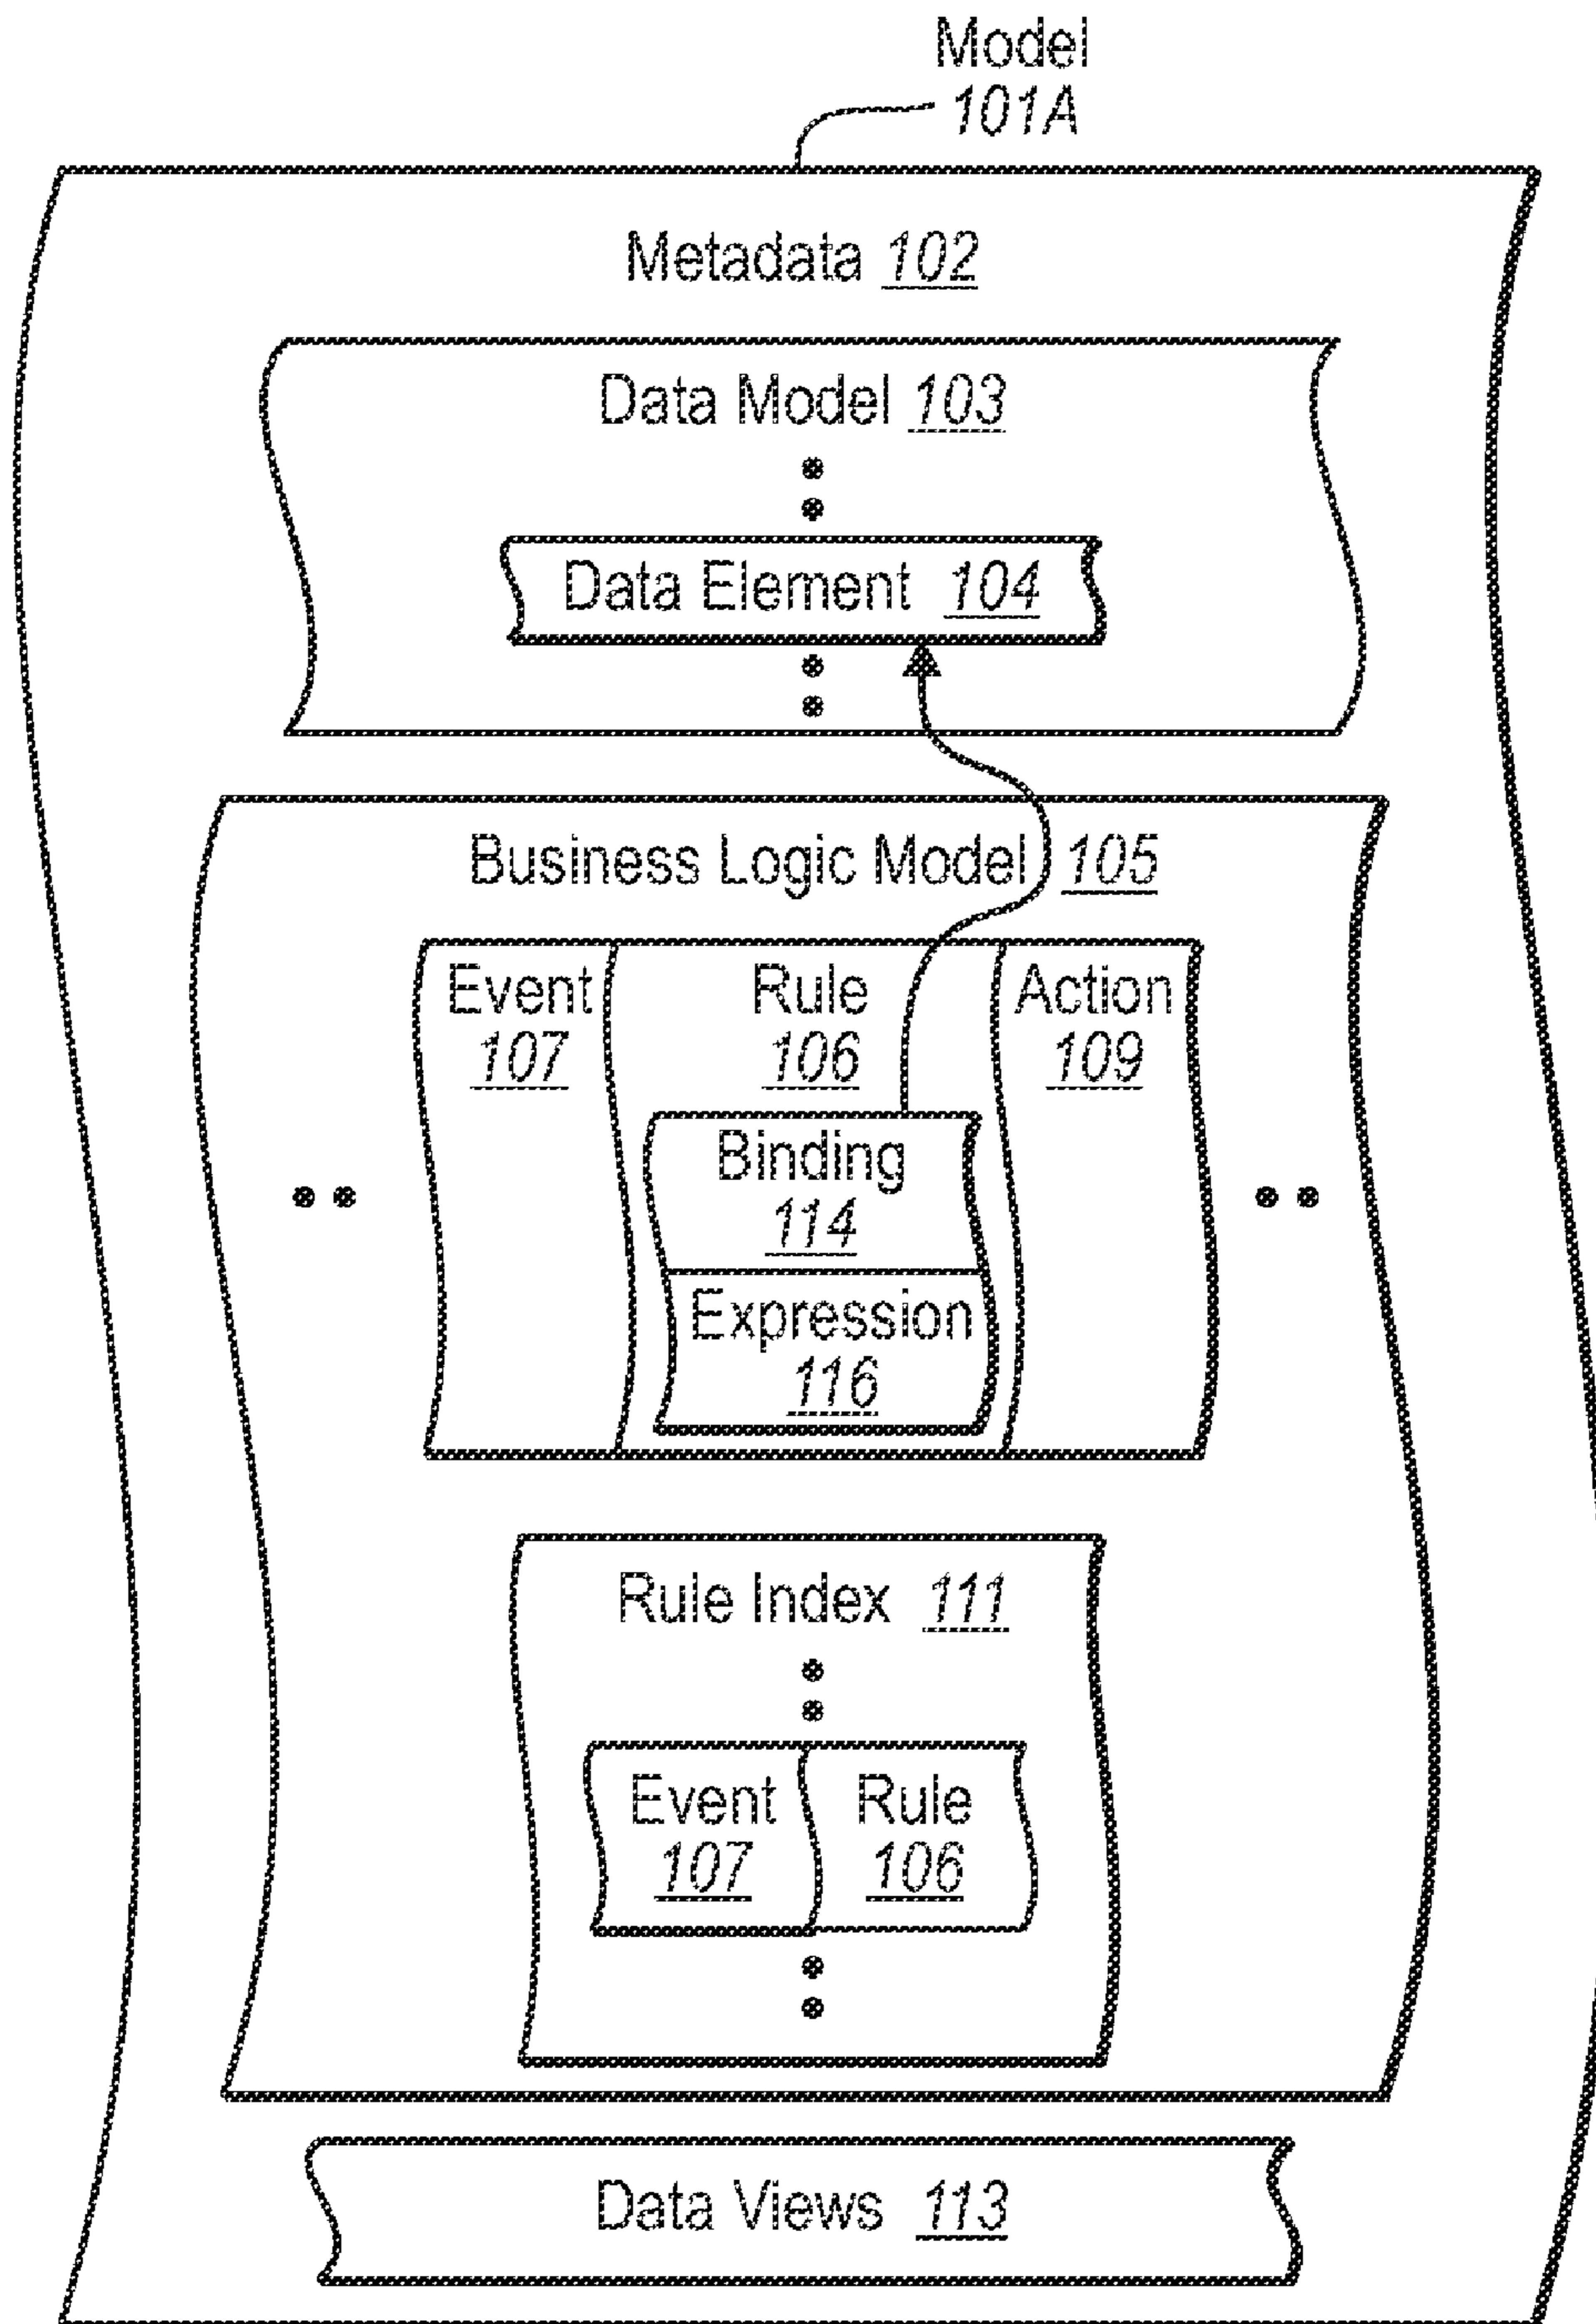 Model
101A
Metadata 102
Data Model 103
Data Element 104
Business Logic Model 105
Event
107
Rule
106
Action
109
Binding
114
Expression
116
Rule Index 111
Event
107
Rule
106
Data Views 113